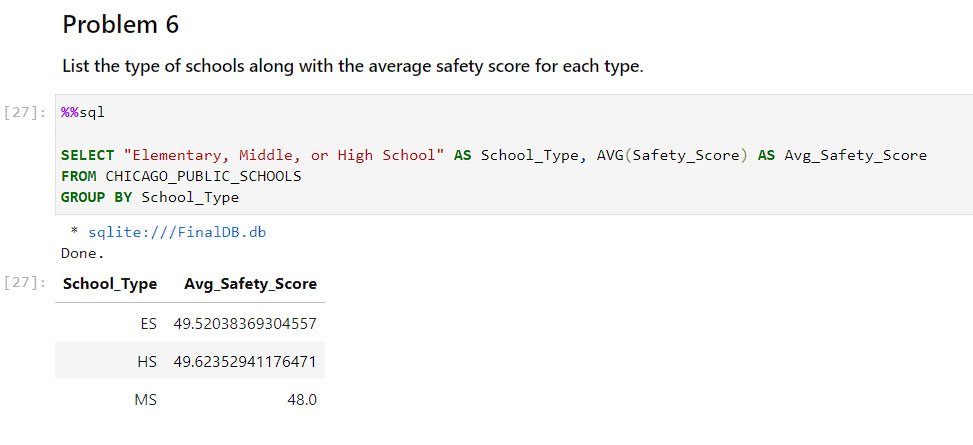 Problem 6
List the type of schools along with the average safety score for each type.
[27]: %%sql
SELECT "Elementary, Middle, or High School" AS School_Type, AVG(Safety_Score) AS Avg_Safety_Score
FROM CHICAGO_PUBLIC_SCHOOLS
GROUP BY School_Type
* sqlite:///FinalDB.db
Done.
[27]: School_Type Avg_Safety_Score
ES 49.52038369304557
HS 49.62352941176471
MS 48.0